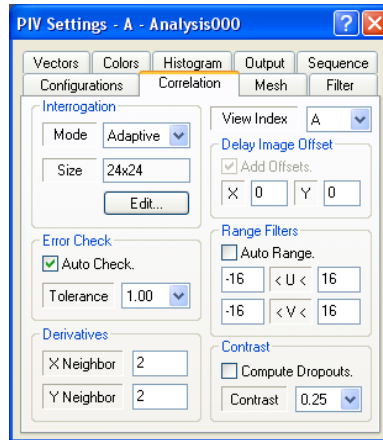 PIV Settings - A - Analysis000
Vectors Colors Histogram Output Sequence
Configurations Correlation Mesh Filter
Interrogation
Mode Adaptive
Size 24x24
Edit...
Error Check
Auto Check.
Tolerance 1.00
Derivatives
X Neighbor 2
Y Neighbor 2
View Index A
Delay Image Offset
Add Offsets.
X 0 Y 0
Range Filters
Auto Range.
-16 < U < 16
-16 < V < 16
Contrast
Compute Dropouts.
Contrast 0.25